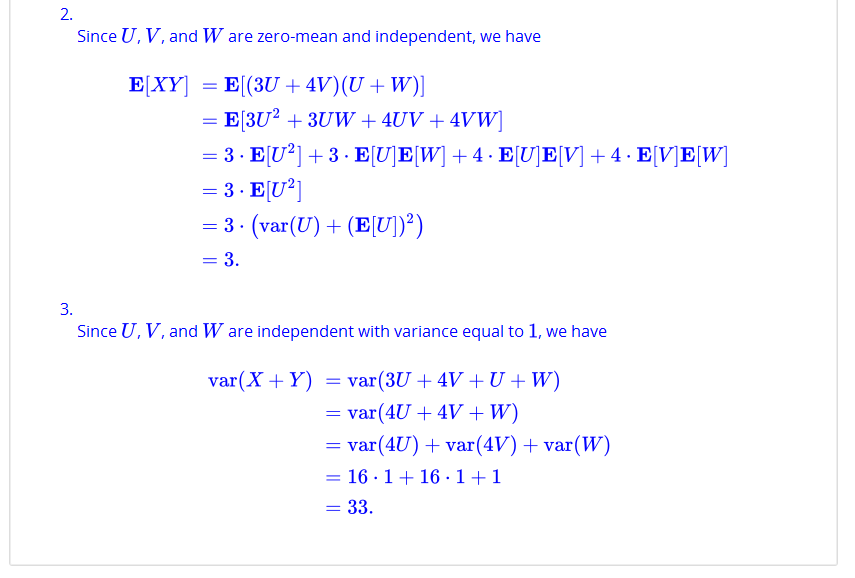 2.
Since U, V, and W are zero-mean and independent, we have
E[XY] = E[(3U + 4V)(U + W)]
= E[3U² + 3UW + 4UV + 4VW]
= 3 · E[U²] + 3 · E[U]E[W] + 4 · E[U]E[V] + 4 · E[V]E[W]
= 3 · E[U²]
= 3 · (var(U) + (E[U])²)
= 3.
3.
Since U, V, and W are independent with variance equal to 1, we have
var(X + Y) = var(3U + 4V + U + W)
= var(4U + 4V + W)
= var(4U) + var(4V) + var(W)
= 16 · 1 + 16 · 1 + 1
= 33.